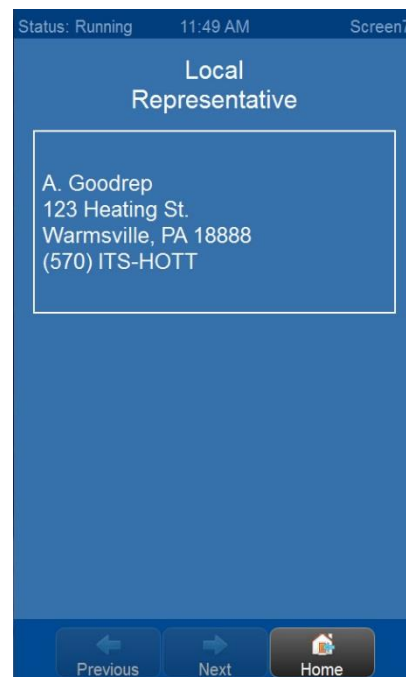 Status: Running 11:49 AM Screen7
Local
Representative
A. Goodrep
123 Heating St.
Warmsville, PA 18888
(570) ITS-HOTT
Previous Next Home